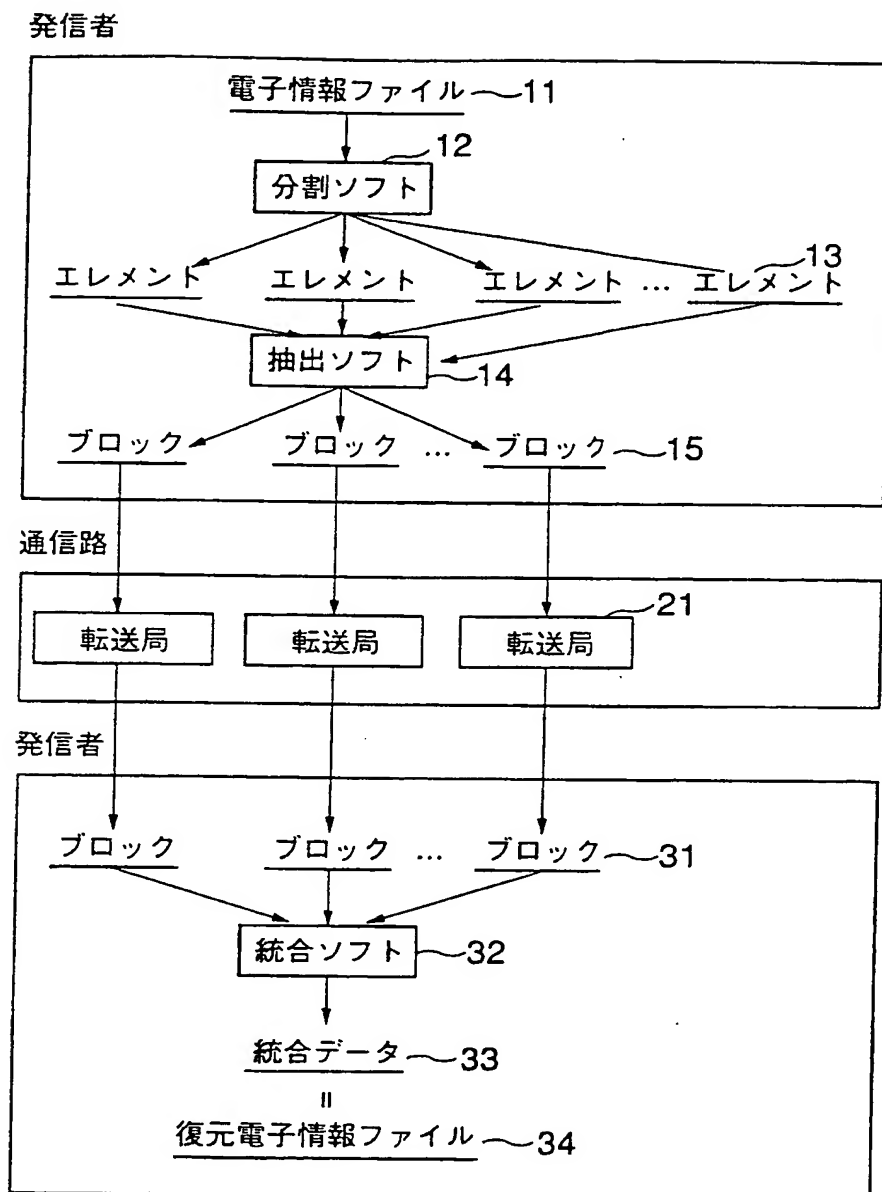 発信者
電子情報ファイル 11
12
分割ソフト
13
エレメント エレメント エレメント … エレメント
抽出ソフト
14
ブロック ブロック … ブロック 15
通信路
21
転送局 転送局 転送局
発信者
ブロック ブロック … ブロック 31
統合ソフト 32
統合データ 33
=
復元電子情報ファイル 34